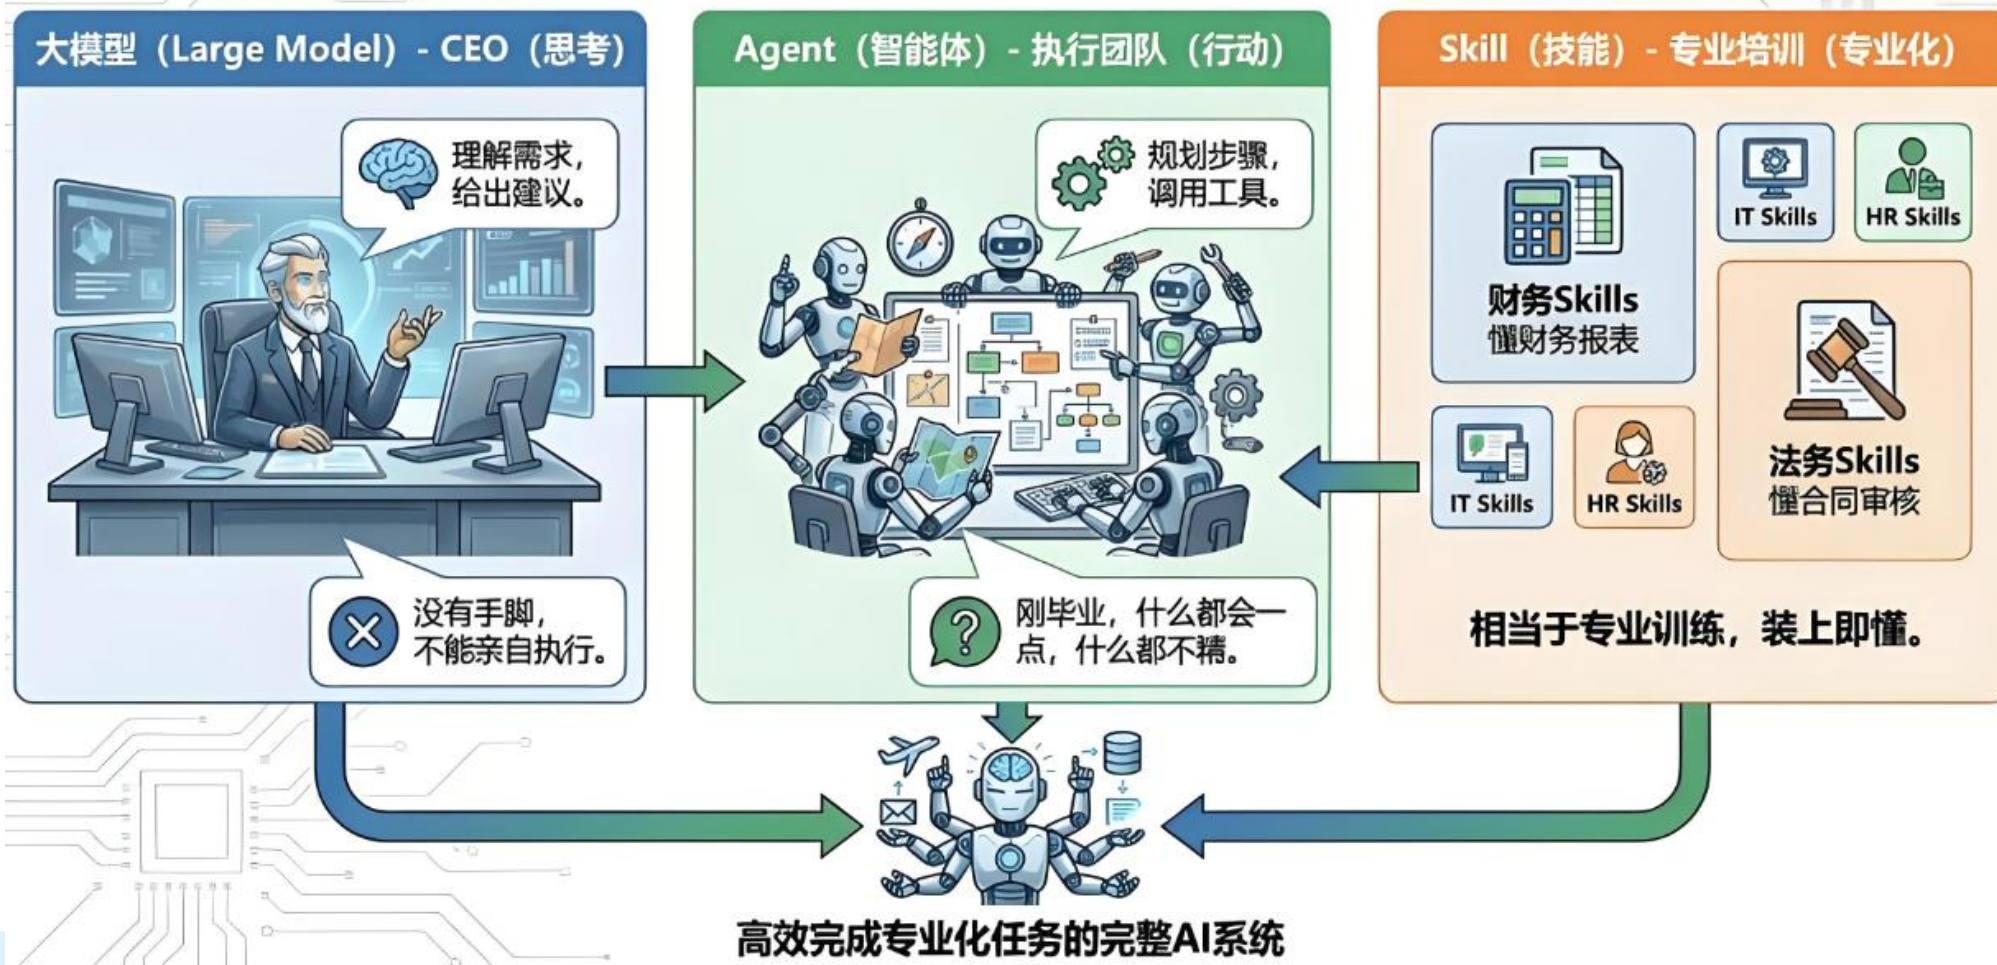 大模型（Large Model）- CEO（思考）
理解需求，
给出建议。
没有手脚，
不能亲自执行。
Agent（智能体）- 执行团队（行动）
规划步骤，
调用工具。
刚毕业，什么都会一
点，什么都不精。
Skill（技能）- 专业培训（专业化）
财务Skills
懂财务报表
IT Skills
HR Skills
IT Skills
HR Skills
法务Skills
懂合同审核
相当于专业训练，装上即懂。
高效完成专业化任务的完整AI系统